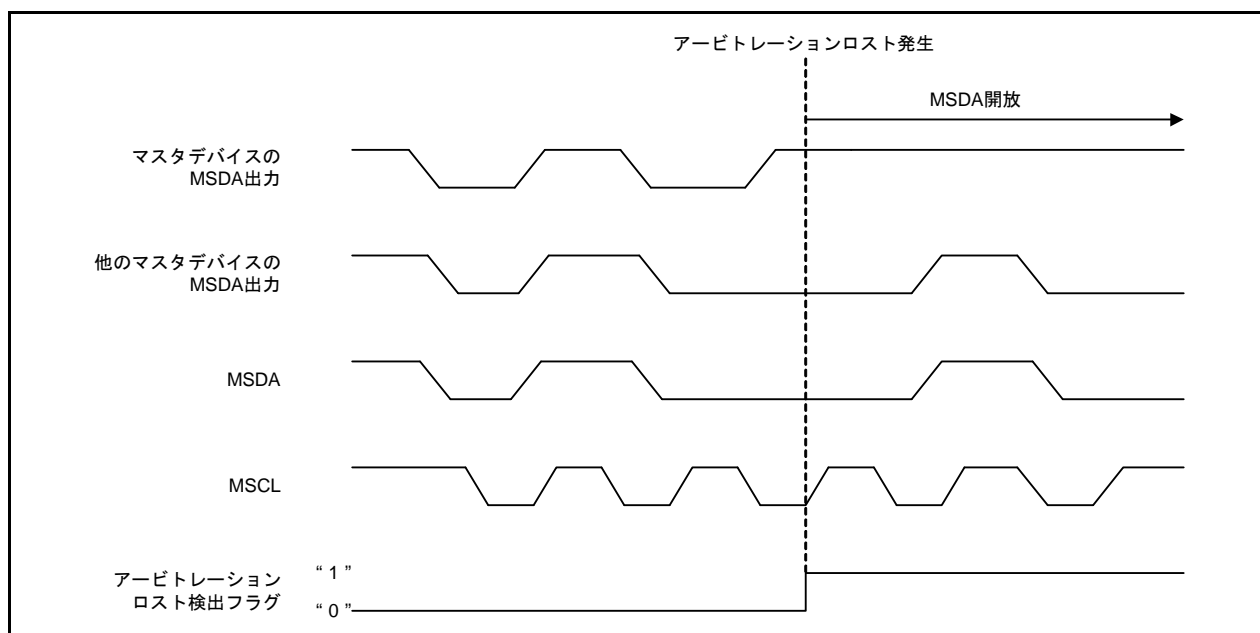 アービトレーションロスト発生
MSDA開放
マスタデバイスの
MSDA出力
他のマスタデバイスの
MSDA出力
MSDA
MSCL
アービトレーション
ロスト検出フラグ
“ 1 ”
“ 0 ”